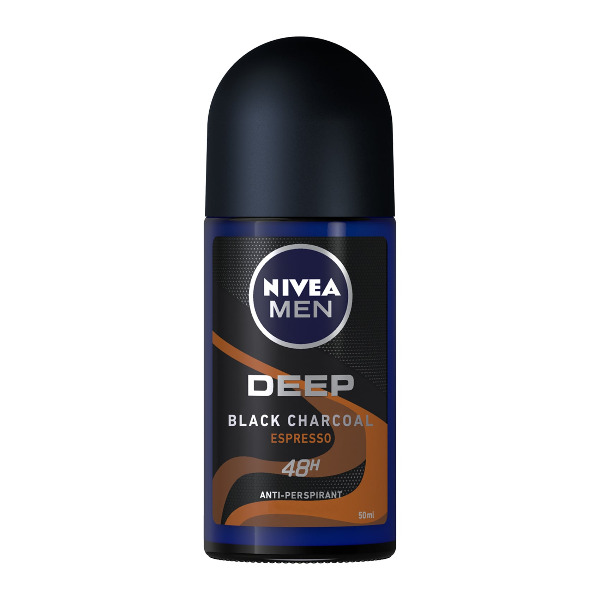 NIVEA
MEN
DEEP
BLACK CHARCOAL
ESPRESSO
48H
ANTI-PERSPIRANT
50ml